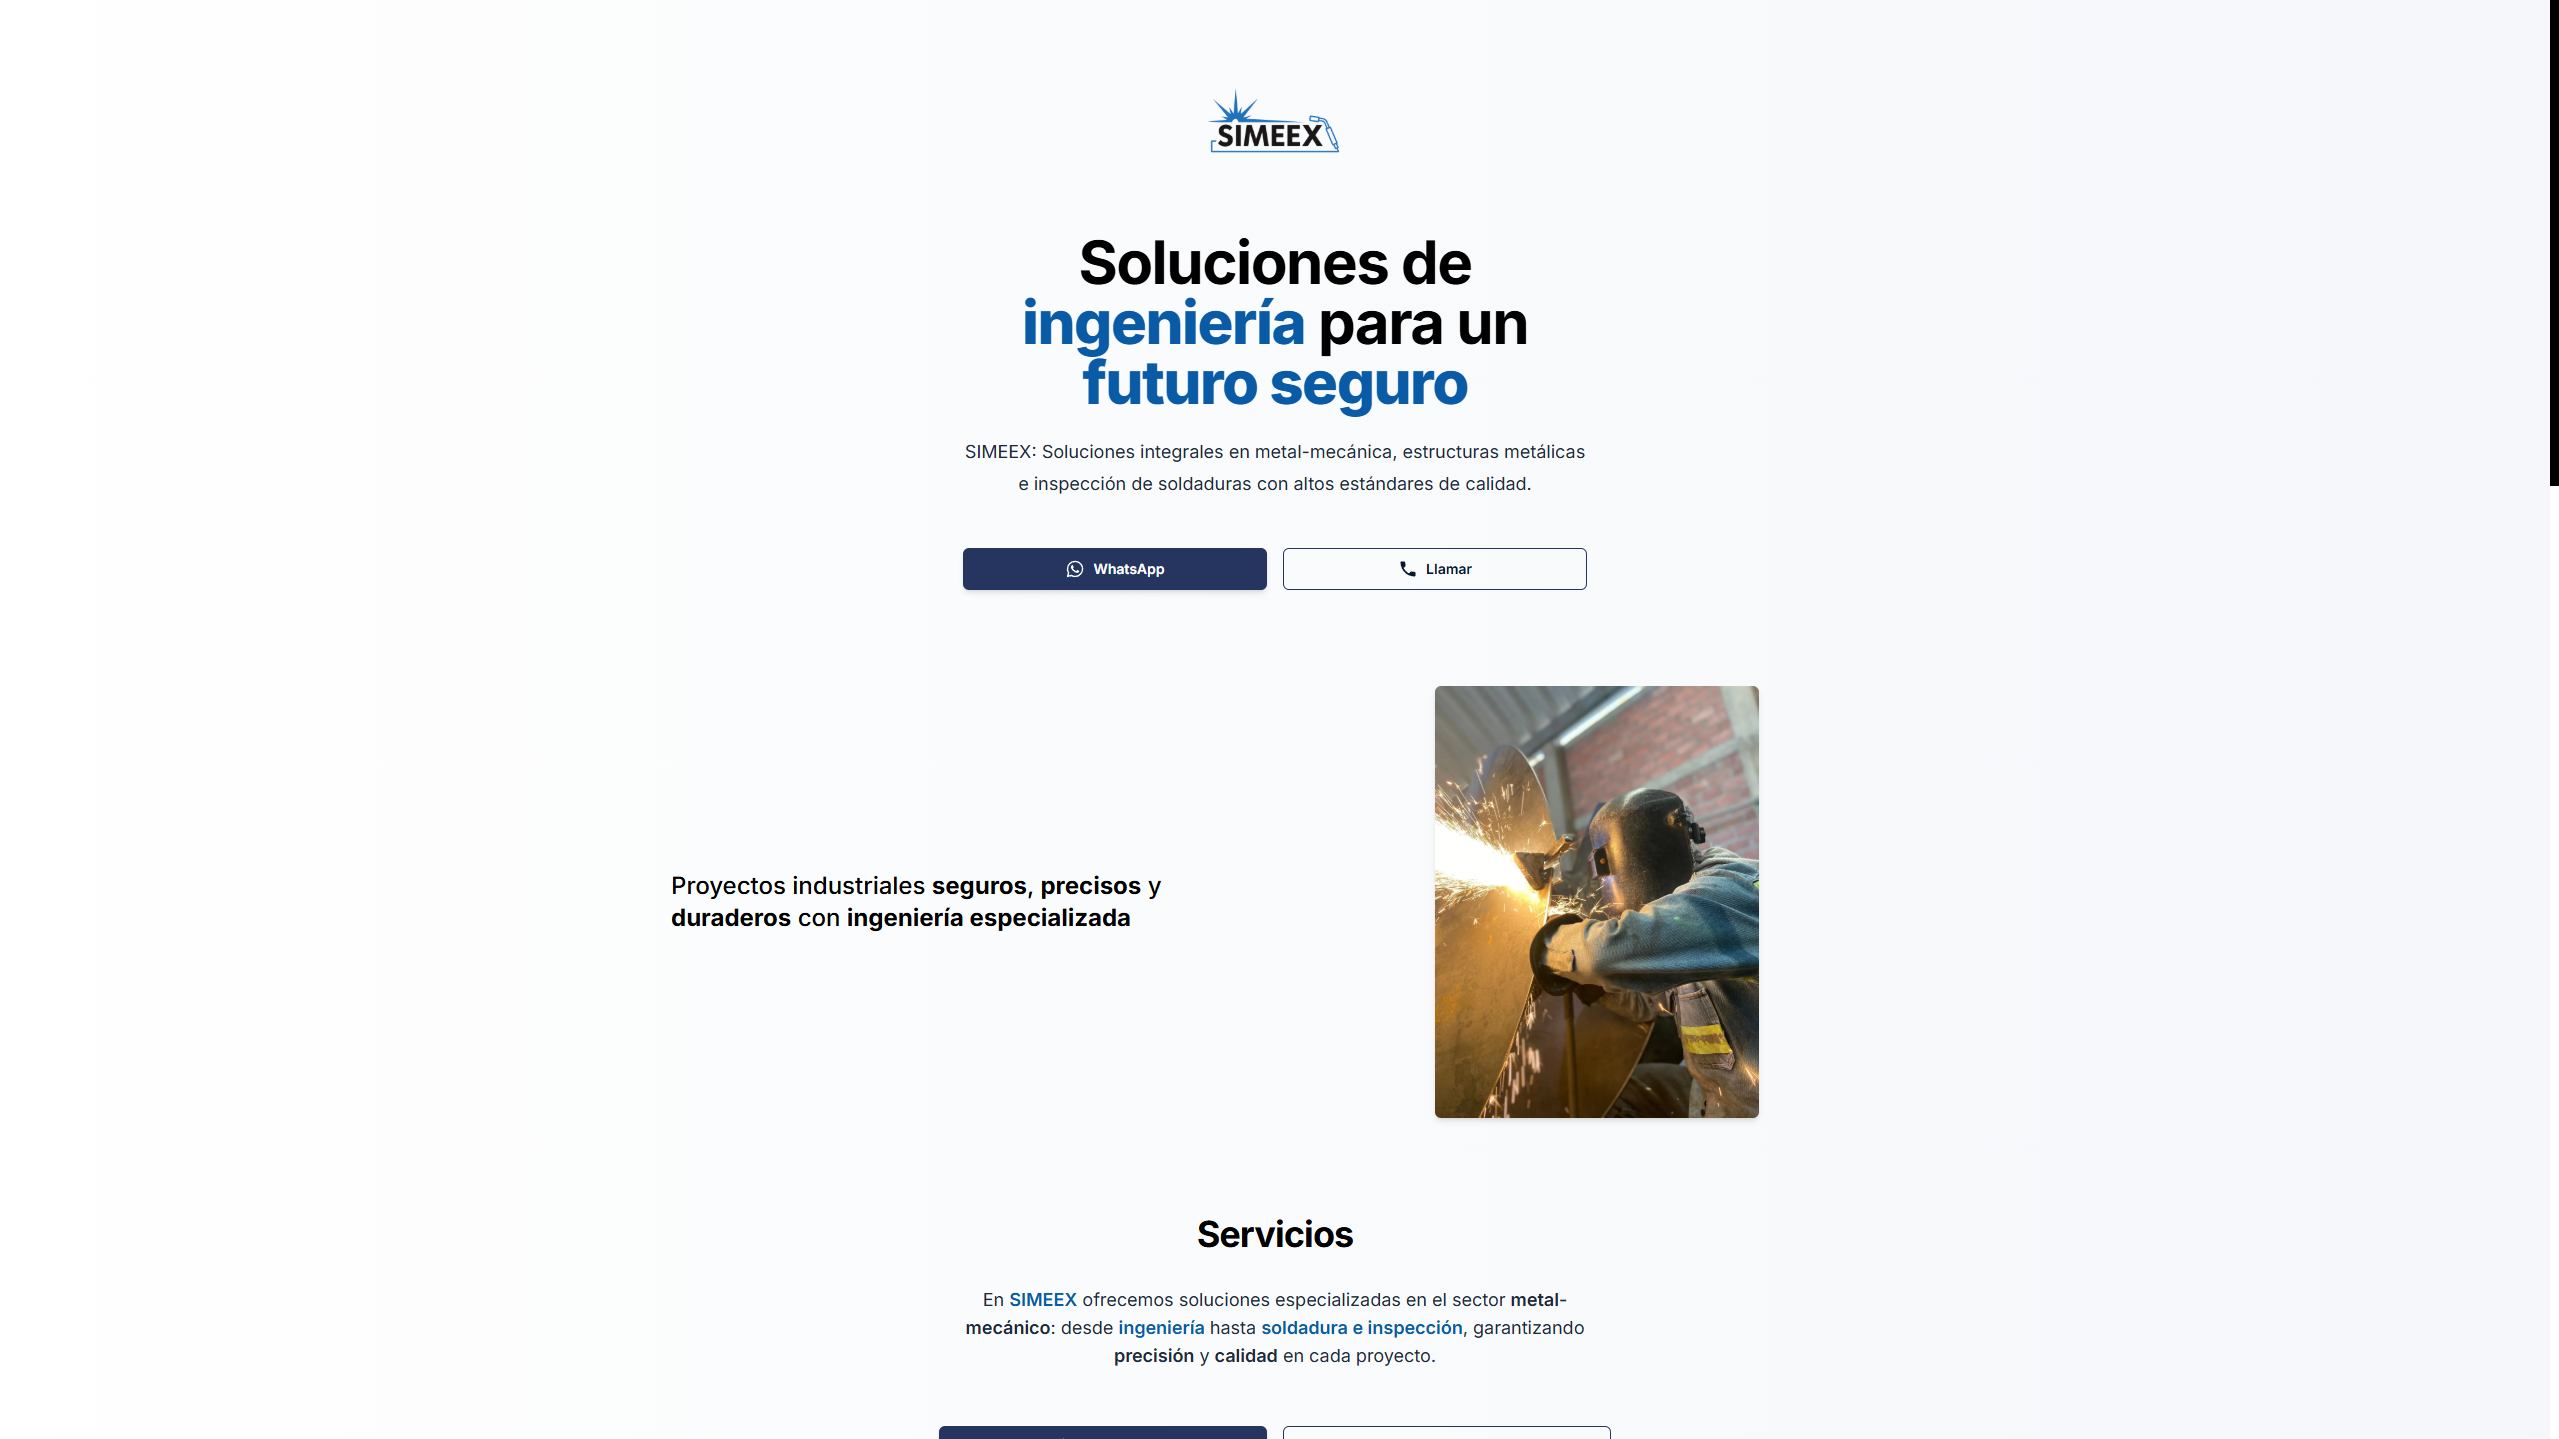 SIMEEX
Soluciones de
ingeniería para un
futuro seguro
SIMEEX: Soluciones integrales en metal-mecánica, estructuras metálicas
e inspección de soldaduras con altos estándares de calidad.
WhatsApp
Llamar
Proyectos industriales seguros, precisos y
duraderos con ingeniería especializada
Servicios
En SIMEEX ofrecemos soluciones especializadas en el sector metal-
mecánico: desde ingeniería hasta soldadura e inspección, garantizando
precisión y calidad en cada proyecto.